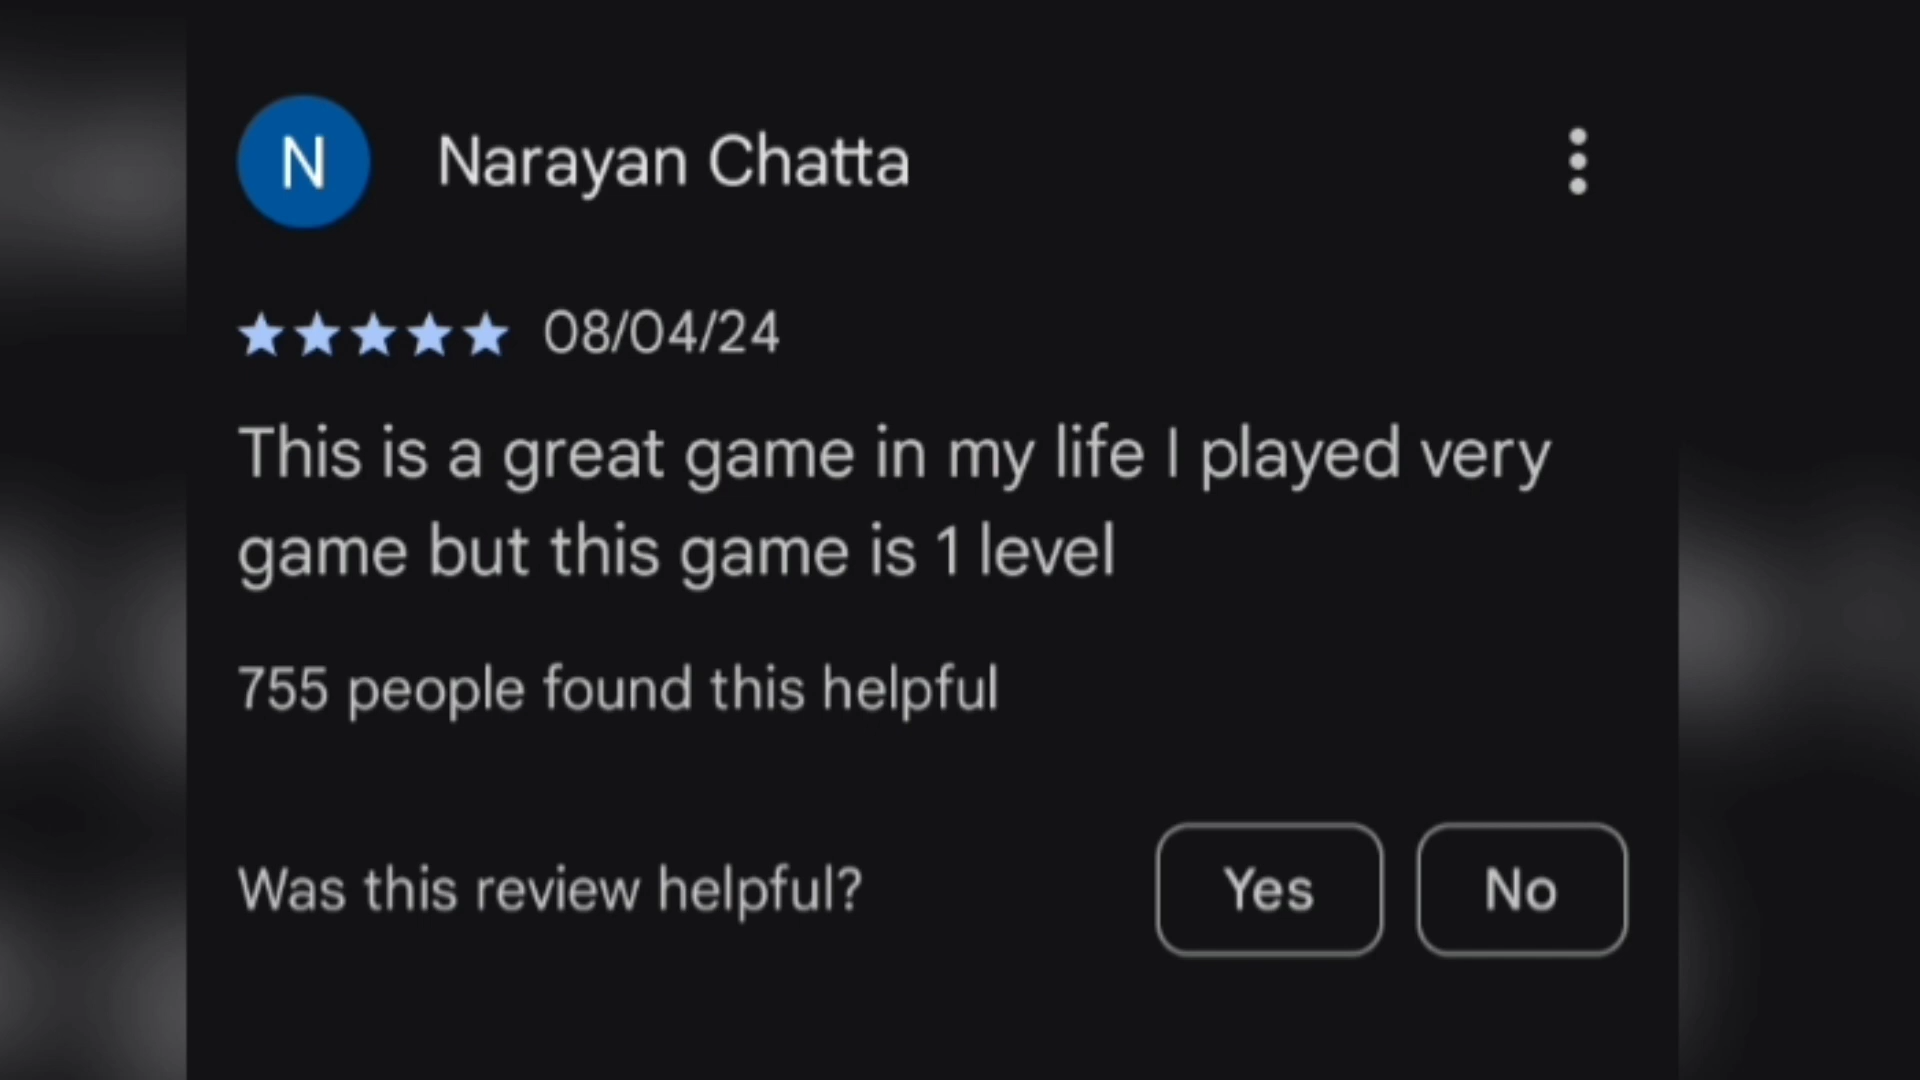 N
Narayan Chatta
08/04/24
This is a great game in my life I played very
game but this game is 1 level
755 people found this helpful
Was this review helpful?
Yes
No